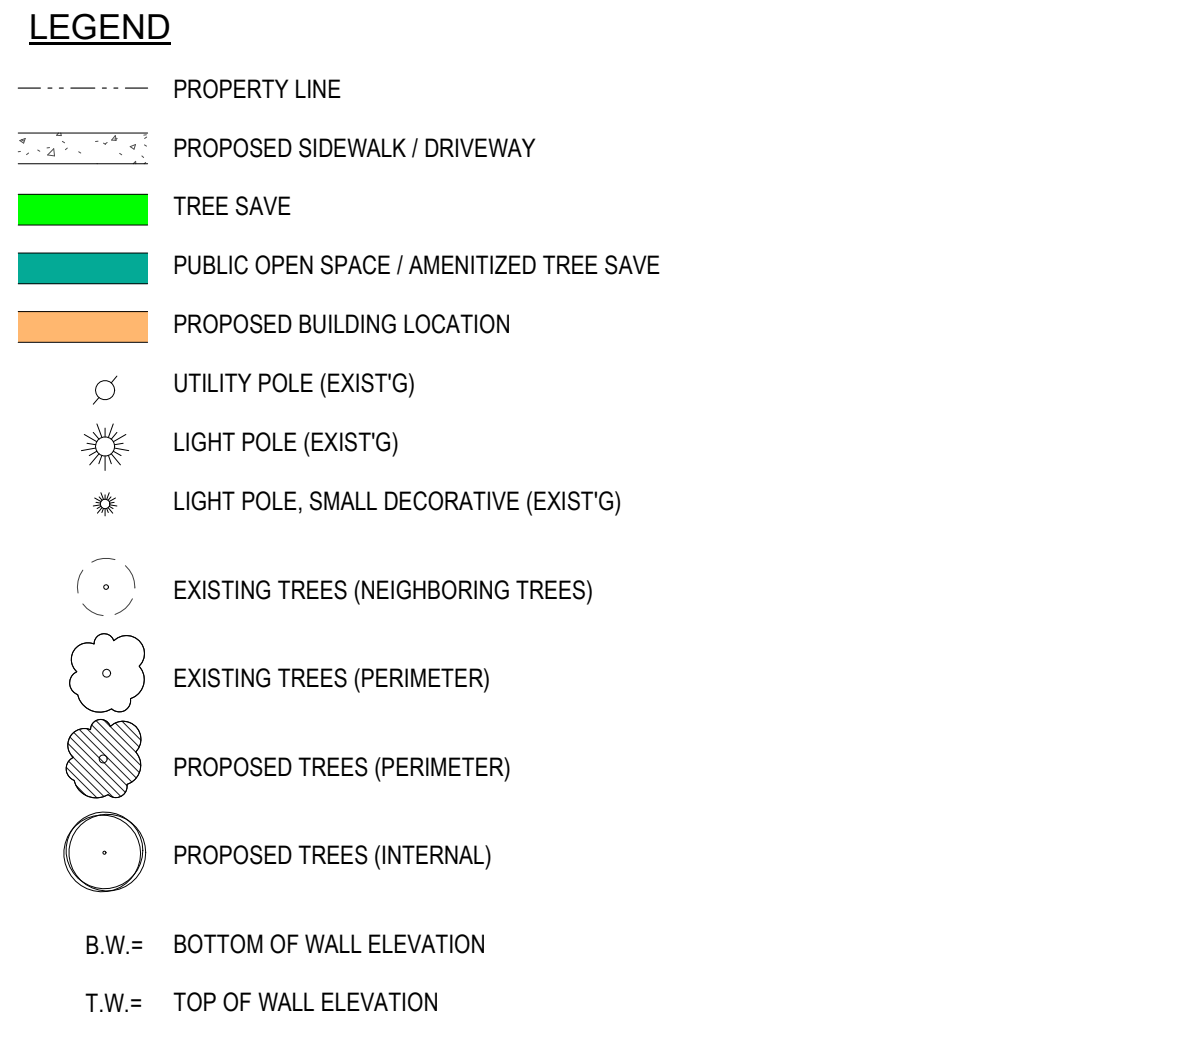 LEGEND
PROPERTY LINE
PROPOSED SIDEWALK / DRIVEWAY
TREE SAVE
PUBLIC OPEN SPACE / AMENITIZED TREE SAVE
PROPOSED BUILDING LOCATION
UTILITY POLE (EXIST'G)
LIGHT POLE (EXIST'G)
LIGHT POLE, SMALL DECORATIVE (EXIST'G)
EXISTING TREES (NEIGHBORING TREES)
EXISTING TREES (PERIMETER)
PROPOSED TREES (PERIMETER)
PROPOSED TREES (INTERNAL)
B.W.= BOTTOM OF WALL ELEVATION
T.W.= TOP OF WALL ELEVATION